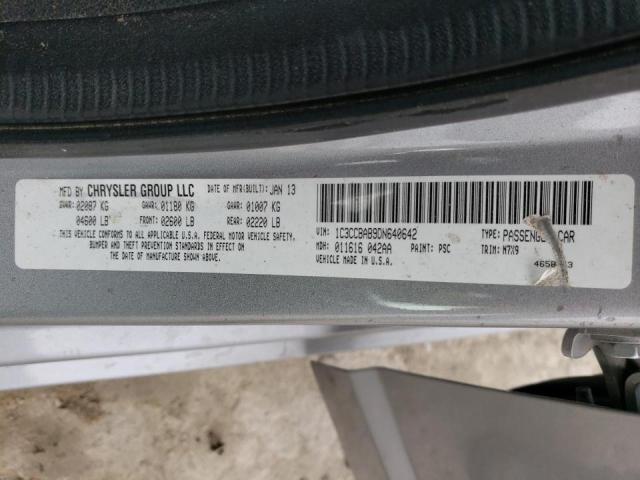 MFD BY CHRYSLER GROUP LLC DATE OF MFR(BUILT): JAN 13
GVWR: 02087 KG GAWR: 01180 KG GAWR: 01007 KG
04600 LB FRONT: 02600 LB REAR: 02220 LB
THIS VEHICLE CONFORMS TO ALL APPLICABLE U.S.A. FEDERAL MOTOR VEHICLE SAFETY,
BUMPER AND THEFT PREVENTION STANDARDS IN EFFECT ON
THE DATE OF MANUFACTURE SHOWN ABOVE.
VIN: 1C3CCBAB9DN640642 TYPE: PASSENGER CAR
MDH: 011616 042AA PAINT: PSC TRIM: M7X9
VEHICLE MADE IN U.S.A.